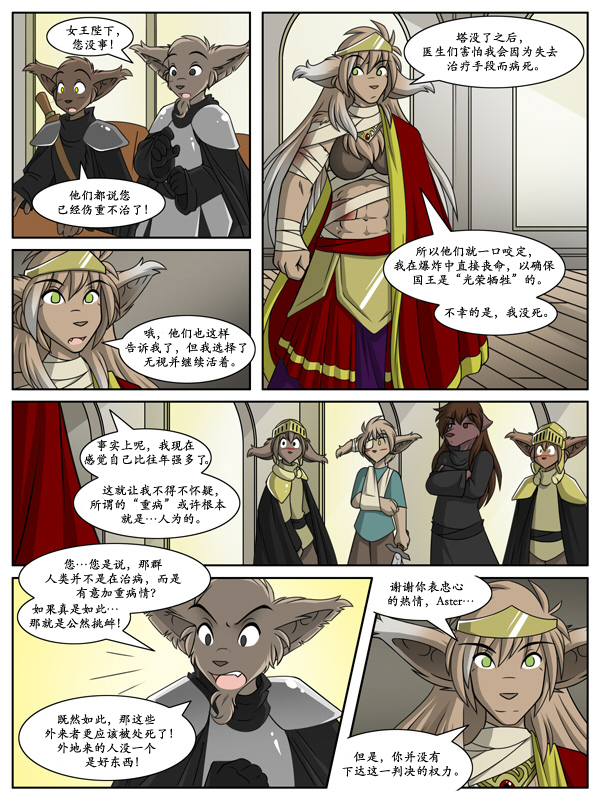 女王陛下，
您没事！
他们都说您
已经伤重不治了！
塔没了之后，
医生们害怕我会因为失去
治疗手段而病死。
所以他们就一口咬定，
我在爆炸中直接丧命，以确保
国王是“光荣牺牲”的。
不幸的是，我没死。
哦，他们也这样
告诉我了，但我选择了
无视并继续活着。
事实上呢，我现在
感觉自己比往年强多了。
这就让我不得不怀疑，
所谓的“重病”或许根本
就是…人为的。
您…您是说，那群
人类并不是在治病，而是
有意加重病情？
如果真是如此…
那就是公然挑衅！
既然如此，那这些
外来者更应该被处死了！
外地来的人没一个
是好东西！
谢谢你表忠心
的热情，Aster…
但是，你并没有
下达这一判决的权力。